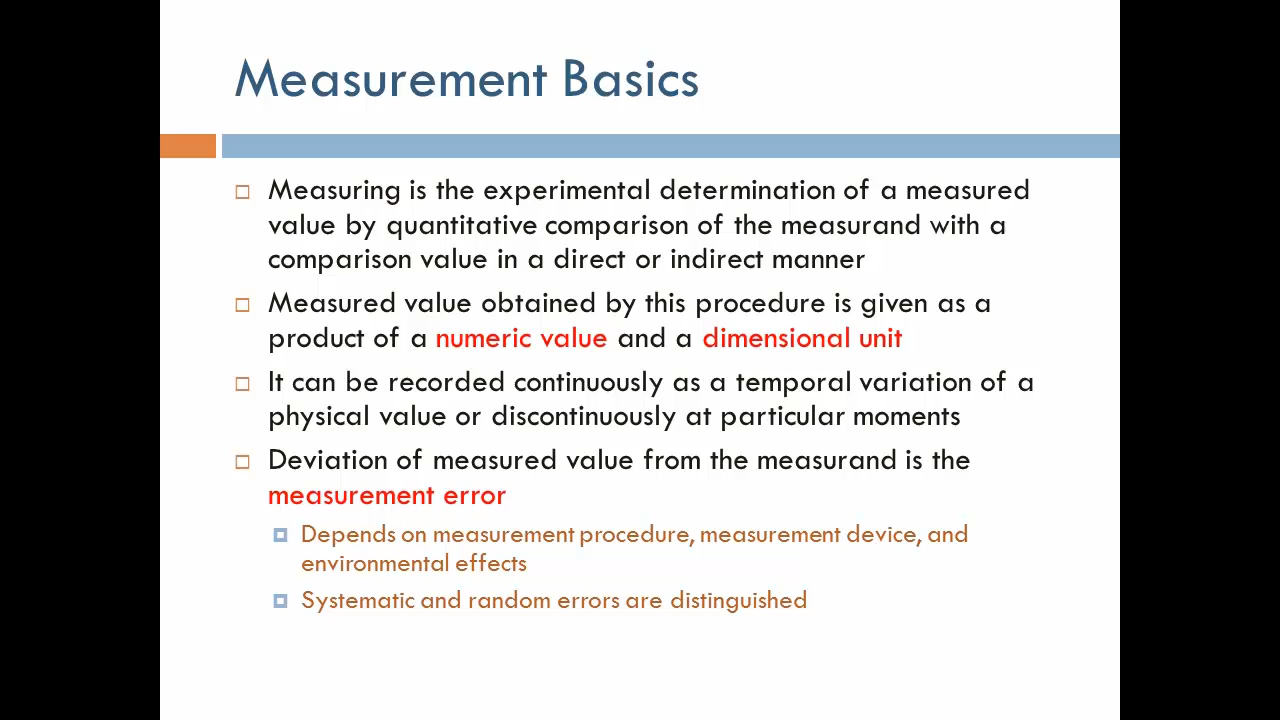 Measurement Basics
Measuring is the experimental determination of a measured
value by quantitative comparison of the measurand with a
comparison value in a direct or indirect manner
Measured value obtained by this procedure is given as a
product of a numeric value and a dimensional unit
It can be recorded continuously as a temporal variation of a
physical value or discontinuously at particular moments
Deviation of measured value from the measurand is the
measurement error
Depends on measurement procedure, measurement device, and
environmental effects
Systematic and random errors are distinguished